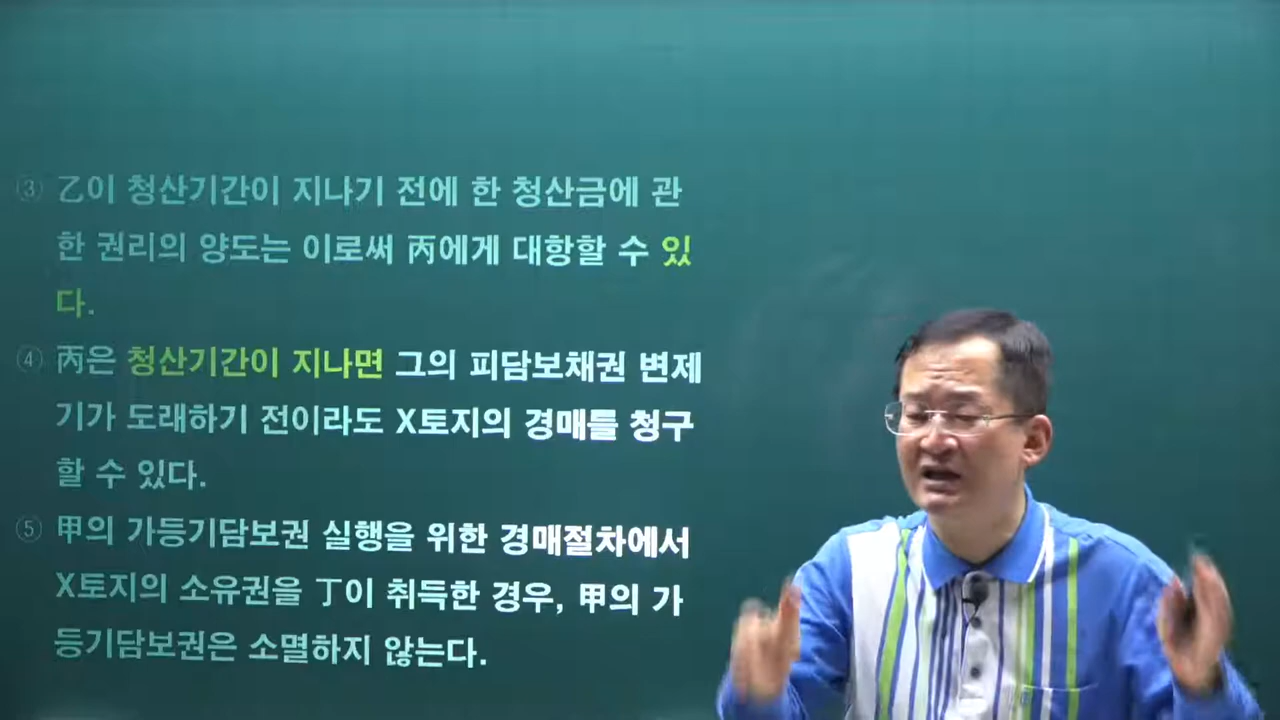 ③ 乙이 청산기간이 지나기 전에 한 청산금에 관
한 권리의 양도는 이로써 丙에게 대항할 수 있
다.
④ 丙은 청산기간이 지나면 그의 피담보채권 변제
기가 도래하기 전이라도 X토지의 경매를 청구
할 수 있다.
⑤ 甲의 가등기담보권 실행을 위한 경매절차에서
X토지의 소유권을 丁이 취득한 경우, 甲의 가
등기담보권은 소멸하지 않는다.